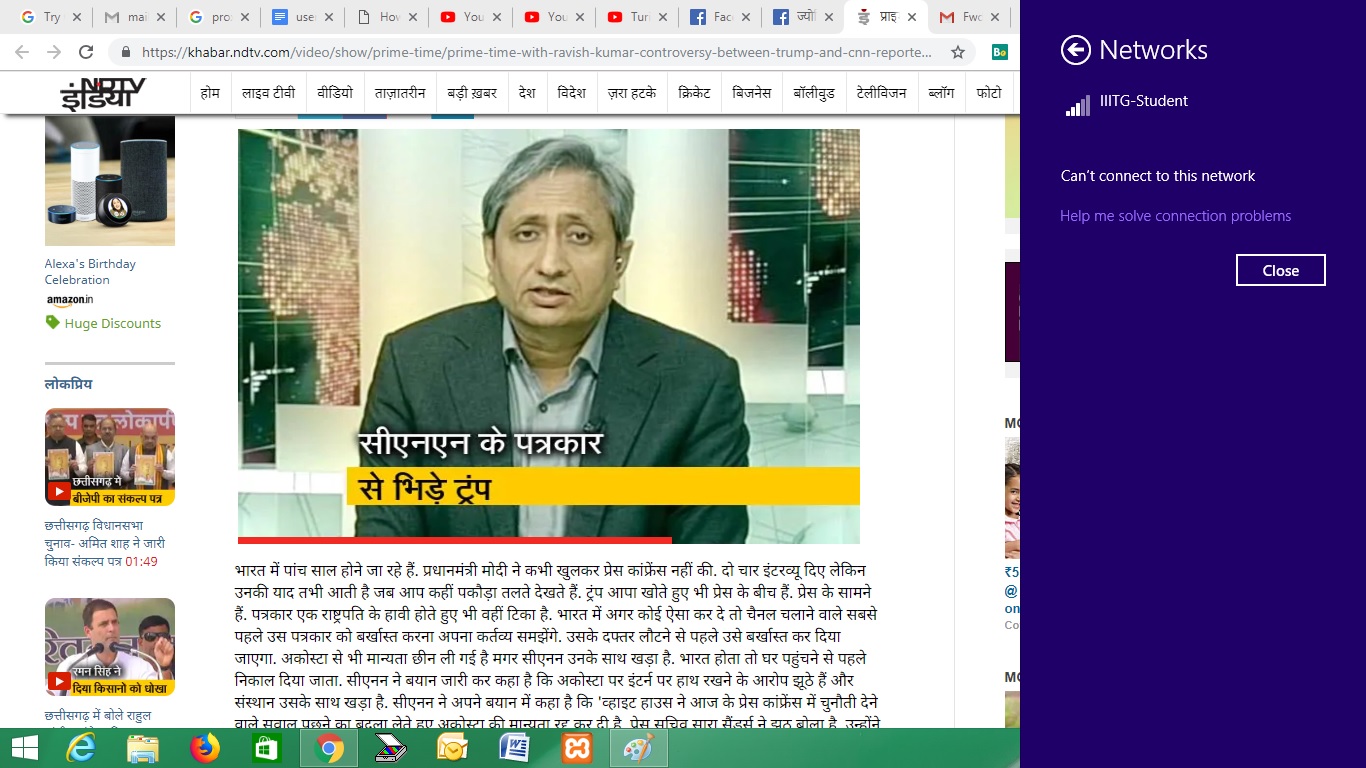 Try
mai
pro
use
How
You
You
Turi
Fac
ज्यो
प्राइ
Fwc
https://khabar.ndtv.com/video/show/prime-time/prime-time-with-ravish-kumar-controversy-between-trump-and-cnn-reporte...
NDTV
इंडिया
होम
लाइव टीवी
वीडियो
ताज़ातरीन
बड़ी ख़बर
देश
विदेश
ज़रा हटके
क्रिकेट
बिजनेस
बॉलीवुड
टेलीविजन
ब्लॉग
फोटो
Alexa's Birthday
Celebration
amazon.in
Huge Discounts
लोकप्रिय
छत्तीसगढ़ में
बीजेपी का संकल्प पत्र
छत्तीसगढ़ विधानसभा
चुनाव- अमित शाह ने जारी
किया संकल्प पत्र 01:49
रमन सिंह ने
दिया किसानो को धोखा
छत्तीसगढ़ में बोले राहुल
सीएनएन के पत्रकार
से भिड़े ट्रंप
भारत में पांच साल होने जा रहे हैं. प्रधानमंत्री मोदी ने कभी खुलकर प्रेस कांफ्रेंस नहीं की. दो चार इंटरव्यू दिए लेकिन
उनकी याद तभी आती है जब आप कहीं पकौड़ा तलते देखते हैं. ट्रंप आपा खोते हुए भी प्रेस के बीच हैं. प्रेस के सामने
हैं. पत्रकार एक राष्ट्रपति के हावी होते हुए भी वहीं टिका है. भारत में अगर कोई ऐसा कर दे तो चैनल चलाने वाले सबसे
पहले उस पत्रकार को बर्खास्त करना अपना कर्तव्य समझेंगे. उसके दफ्तर लौटने से पहले उसे बर्खास्त कर दिया
जाएगा. अकोस्टा से भी मान्यता छीन ली गई है मगर सीएनन उनके साथ खड़ा है. भारत होता तो घर पहुंचने से पहले
निकाल दिया जाता. सीएनन ने बयान जारी कर कहा है कि अकोस्टा पर इंटर्न पर हाथ रखने के आरोप झूठे हैं और
संस्थान उसके साथ खड़ा है. सीएनन ने अपने बयान में कहा है कि 'व्हाइट हाउस ने आज के प्रेस कांफ्रेंस में चुनौती देने
वाले सवाल पूछने का बदला लेते हुए अकोस्टा की मान्यता रद्द कर दी है. प्रेस सचिव सारा सैंडर्स ने झूठ बोला है. उन्होंने
Networks
IIITG-Student
Can't connect to this network
Help me solve connection problems
Close